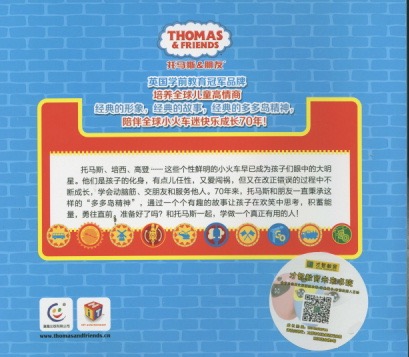 THOMAS
& FRIENDS
托马斯&朋友
英国学前教育冠军品牌
培养全球儿童高情商
经典的形象，经典的故事，经典的多多岛精神，
陪伴全球小火车迷快乐成长70年！
托马斯、培西、高登……这些个性鲜明的小火车早已成为孩子们眼中的大明
星。他们是孩子的化身，有点儿任性，又爱闯祸，但又在改正错误的过程中不
断成长，学会动脑筋、交朋友和服务他人。70年来，托马斯和朋友一直秉承这
样的“多多岛精神”，通过一个个有趣的故事让孩子在欢笑中思考，积蓄能
量，勇往直前。准备好了吗？和托马斯一起，学做一个真正有用的人！
www.thomasandfriends.cn